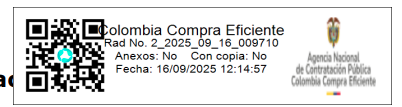 Colombia Compra Eficiente
Rad No. 2_2025_09_16_009710
Anexos: No Con copia: No
Fecha: 16/09/2025 12:14:57
Agencia Nacional
de Contratación Pública
Colombia Compra Eficiente